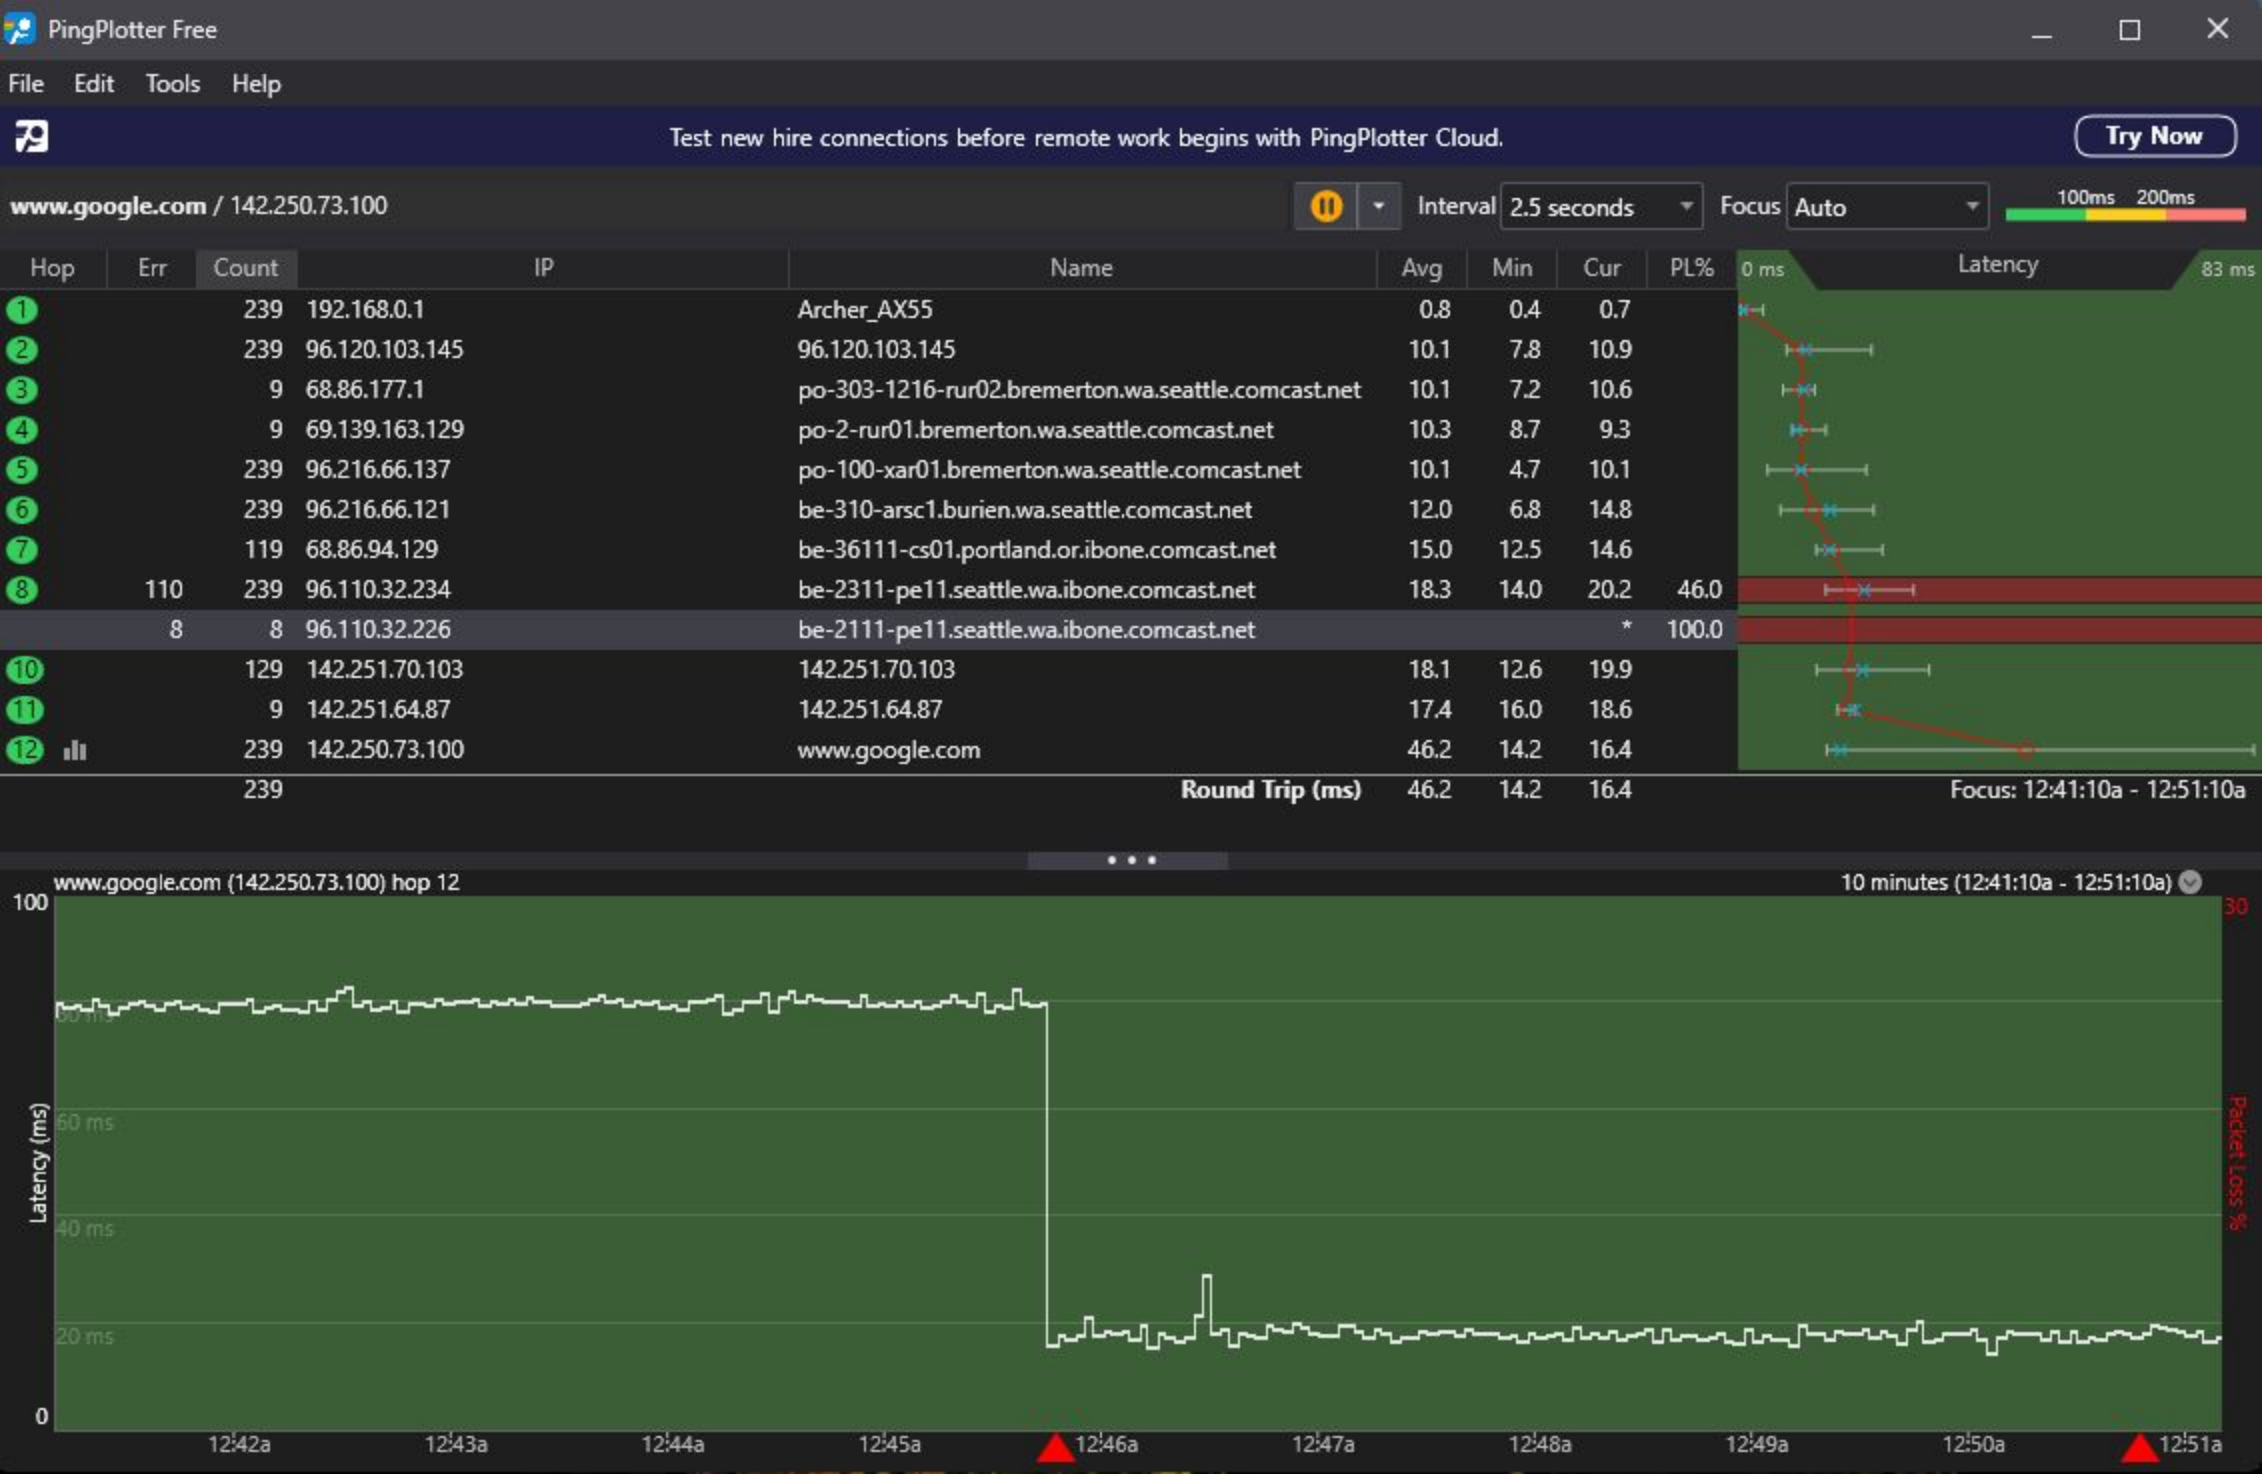 PingPlotter Free
File Edit Tools Help
Test new hire connections before remote work begins with PingPlotter Cloud. Try Now
www.google.com / 142.250.73.100 Interval 2.5 seconds Focus Auto 100ms 200ms
Hop Err Count IP Name Avg Min Cur PL% 0 ms Latency 83 ms
1 239 192.168.0.1 Archer_AX55 0.8 0.4 0.7
2 239 96.120.103.145 96.120.103.145 10.1 7.8 10.9
3 9 68.86.177.1 po-303-1216-rur02.bremerton.wa.seattle.comcast.net 10.1 7.2 10.6
4 9 69.139.163.129 po-2-rur01.bremerton.wa.seattle.comcast.net 10.3 8.7 9.3
5 239 96.216.66.137 po-100-xar01.bremerton.wa.seattle.comcast.net 10.1 4.7 10.1
6 239 96.216.66.121 be-310-arsc1.burien.wa.seattle.comcast.net 12.0 6.8 14.8
7 119 68.86.94.129 be-36111-cs01.portland.or.ibone.comcast.net 15.0 12.5 14.6
8 110 239 96.110.32.234 be-2311-pe11.seattle.wa.ibone.comcast.net 18.3 14.0 20.2 46.0
8 8 96.110.32.226 be-2111-pe11.seattle.wa.ibone.comcast.net * 100.0
10 129 142.251.70.103 142.251.70.103 18.1 12.6 19.9
11 9 142.251.64.87 142.251.64.87 17.4 16.0 18.6
12 239 142.250.73.100 www.google.com 46.2 14.2 16.4
239 Round Trip (ms) 46.2 14.2 16.4 Focus: 12:41:10a - 12:51:10a
www.google.com (142.250.73.100) hop 12 10 minutes (12:41:10a - 12:51:10a)
100 30
80 ms
60 ms
Latency (ms)
Packet Loss %
40 ms
20 ms
0
12:42a 12:43a 12:44a 12:45a 12:46a 12:47a 12:48a 12:49a 12:50a 12:51a